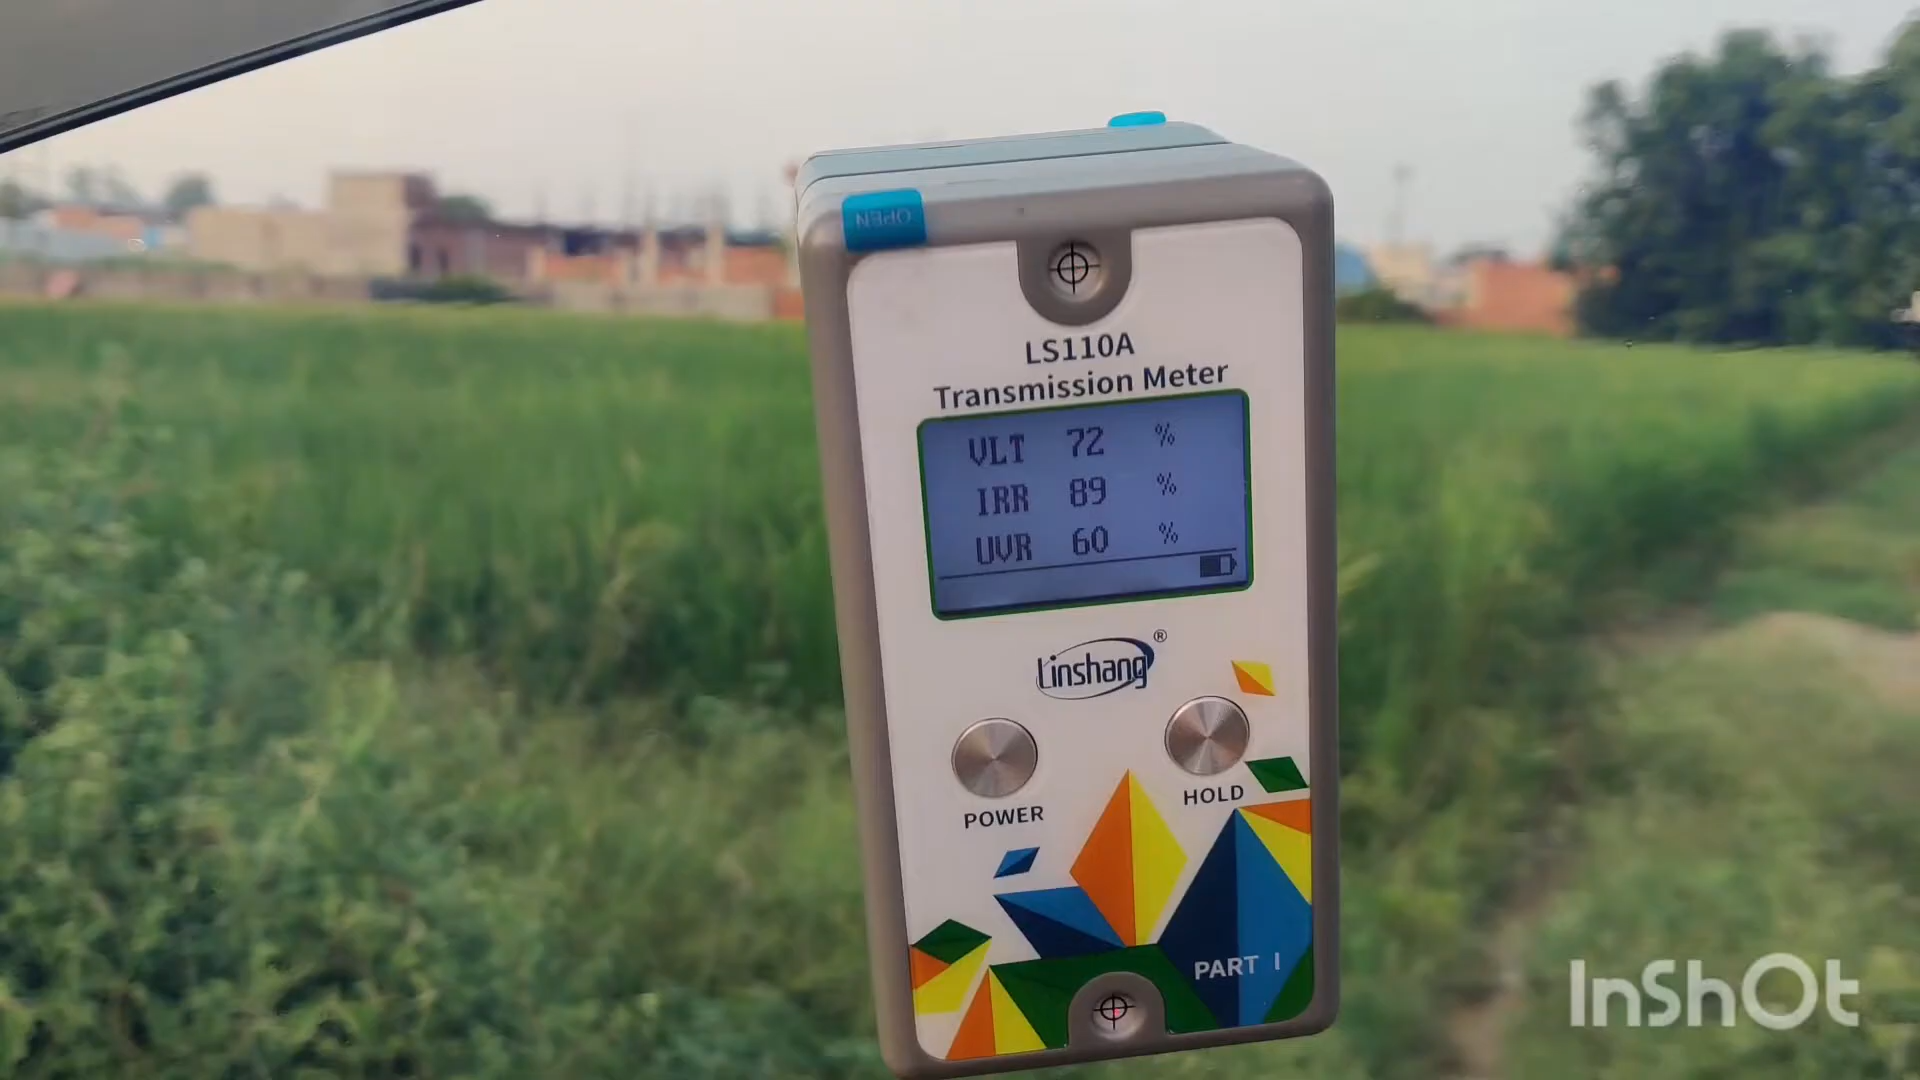 OPEN
LS110A
Transmission Meter
VLT 72 %
IRR 89 %
UVR 60 %
Linshang®
POWER
HOLD
PART I
InShOt